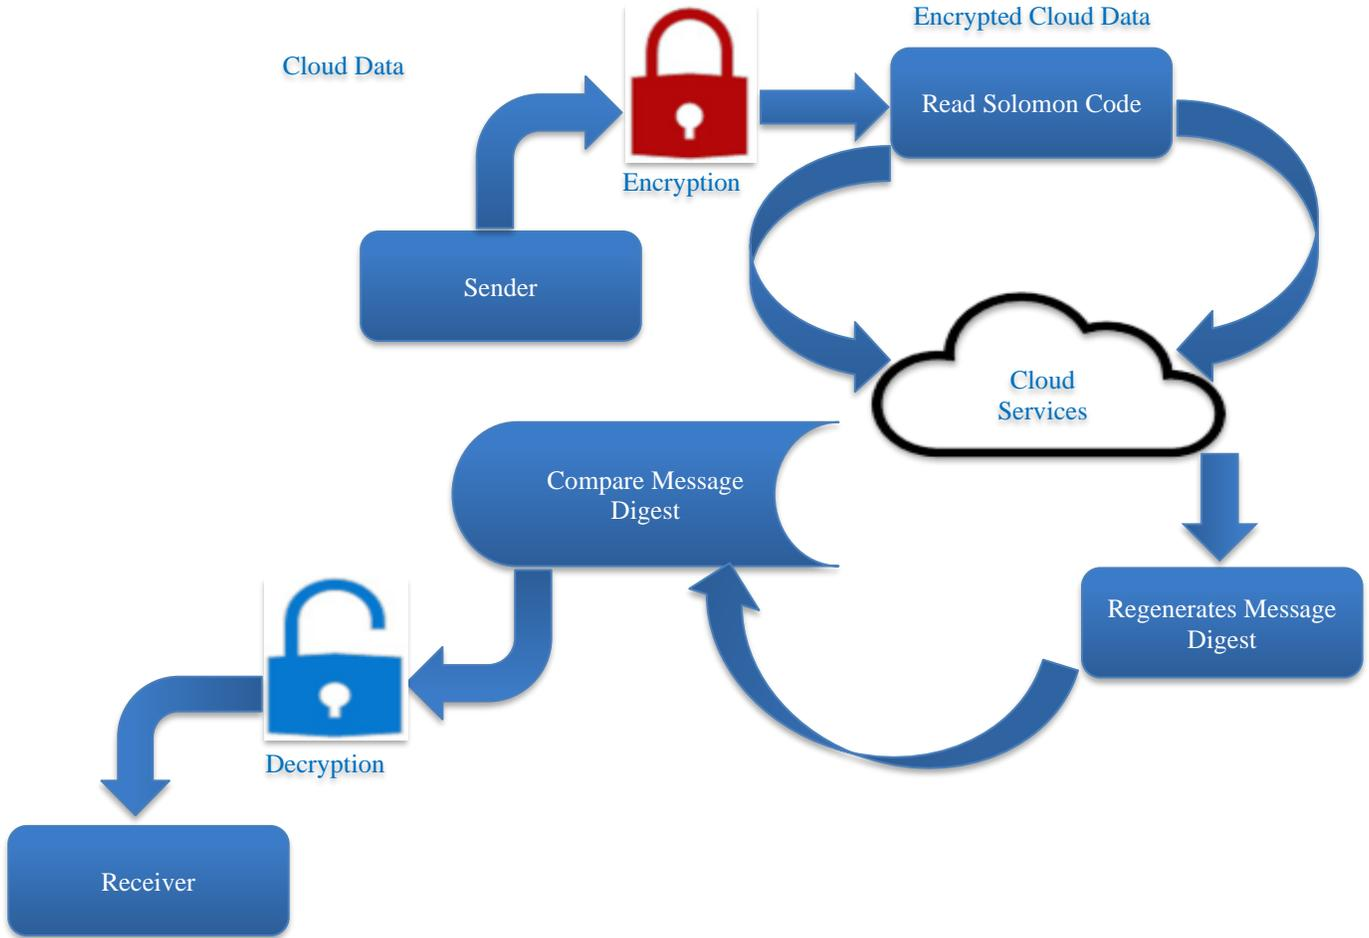 Encrypted Cloud Data
Cloud Data
Read Solomon Code
Encryption
Sender
Cloud
Services
Compare Message
Digest
Regenerates Message
Digest
Decryption
Receiver